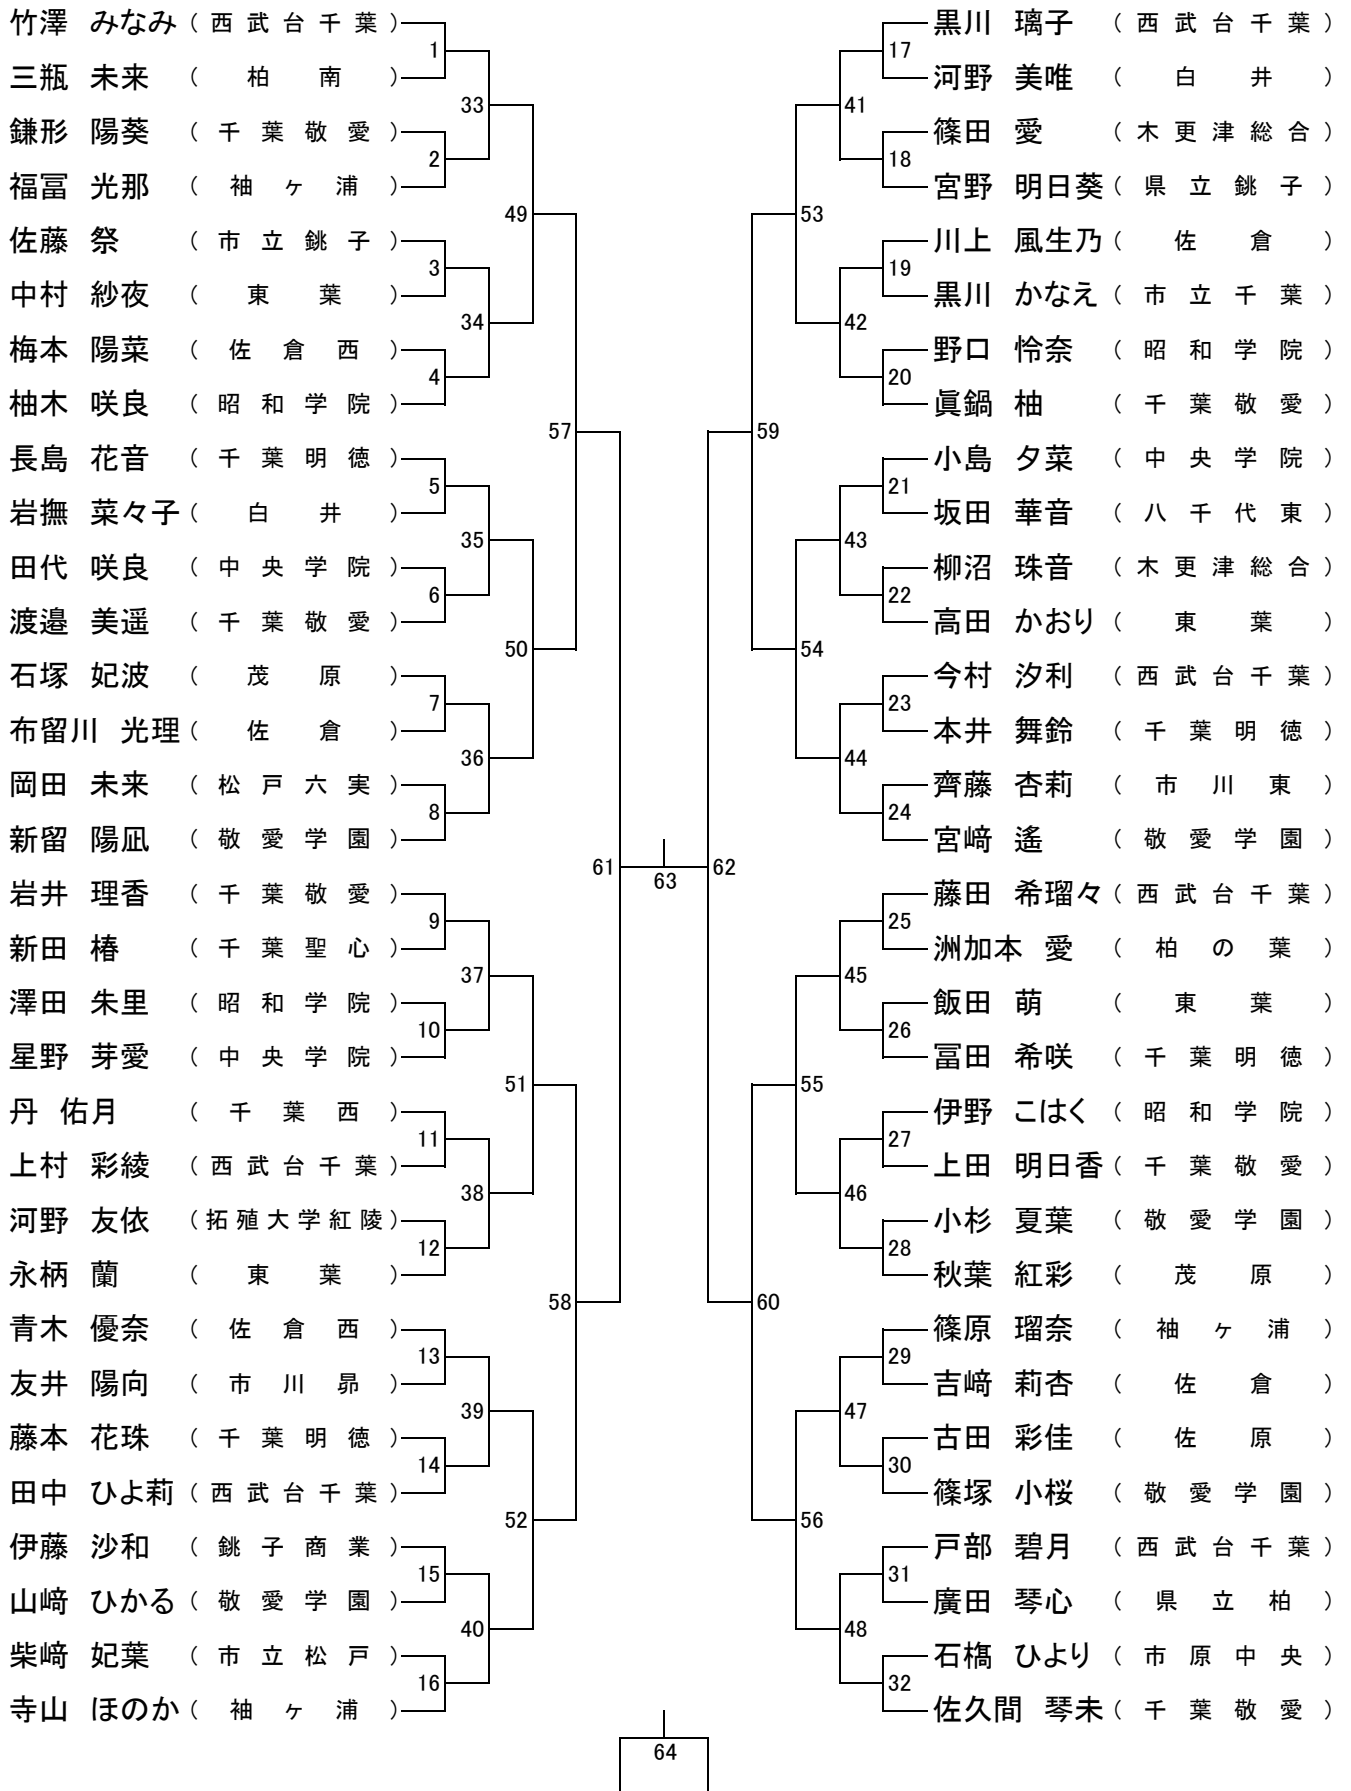 竹澤 みなみ (西武台千葉)
1
三瓶 未来 (柏南)
33
鎌形 陽葵 (千葉敬愛)
2
福冨 光那 (袖ヶ浦)
49
佐藤 祭 (市立銚子)
3
中村 紗夜 (東葉)
34
梅本 陽菜 (佐倉西)
4
柚木 咲良 (昭和学院)
57
長島 花音 (千葉明徳)
5
岩撫 菜々子 (白井)
35
田代 咲良 (中央学院)
6
渡邉 美遥 (千葉敬愛)
50
石塚 妃波 (茂原)
7
布留川 光理 (佐倉)
36
岡田 未来 (松戸六実)
8
新留 陽凪 (敬愛学園)
61
岩井 理香 (千葉敬愛)
9
新田 椿 (千葉聖心)
37
澤田 朱里 (昭和学院)
10
星野 芽愛 (中央学院)
51
丹 佑月 (千葉西)
11
上村 彩綾 (西武台千葉)
38
河野 友依 (拓殖大学紅陵)
12
永柄 蘭 (東葉)
58
青木 優奈 (佐倉西)
13
友井 陽向 (市川昴)
39
藤本 花珠 (千葉明徳)
14
田中 ひよ莉 (西武台千葉)
52
伊藤 沙和 (銚子商業)
15
山﨑 ひかる (敬愛学園)
40
柴﨑 妃葉 (市立松戸)
16
寺山 ほのか (袖ヶ浦)
63
64
黒川 璃子 (西武台千葉)
17
河野 美唯 (白井)
41
篠田 愛 (木更津総合)
18
宮野 明日葵 (県立銚子)
53
川上 風生乃 (佐倉)
19
黒川 かなえ (市立千葉)
42
野口 怜奈 (昭和学院)
20
眞鍋 柚 (千葉敬愛)
59
小島 夕菜 (中央学院)
21
坂田 華音 (八千代東)
43
柳沼 珠音 (木更津総合)
22
高田 かおり (東葉)
54
今村 汐利 (西武台千葉)
23
本井 舞鈴 (千葉明徳)
44
齊藤 杏莉 (市川東)
24
宮﨑 遙 (敬愛学園)
62
藤田 希瑠々 (西武台千葉)
25
洲加本 愛 (柏の葉)
45
飯田 萌 (東葉)
26
冨田 希咲 (千葉明徳)
55
伊野 こはく (昭和学院)
27
上田 明日香 (千葉敬愛)
46
小杉 夏葉 (敬愛学園)
28
秋葉 紅彩 (茂原)
60
篠原 瑠奈 (袖ヶ浦)
29
吉﨑 莉杏 (佐倉)
47
古田 彩佳 (佐原)
30
篠塚 小桜 (敬愛学園)
56
戸部 碧月 (西武台千葉)
31
廣田 琴心 (県立柏)
48
石橋 ひより (市原中央)
32
佐久間 琴未 (千葉敬愛)